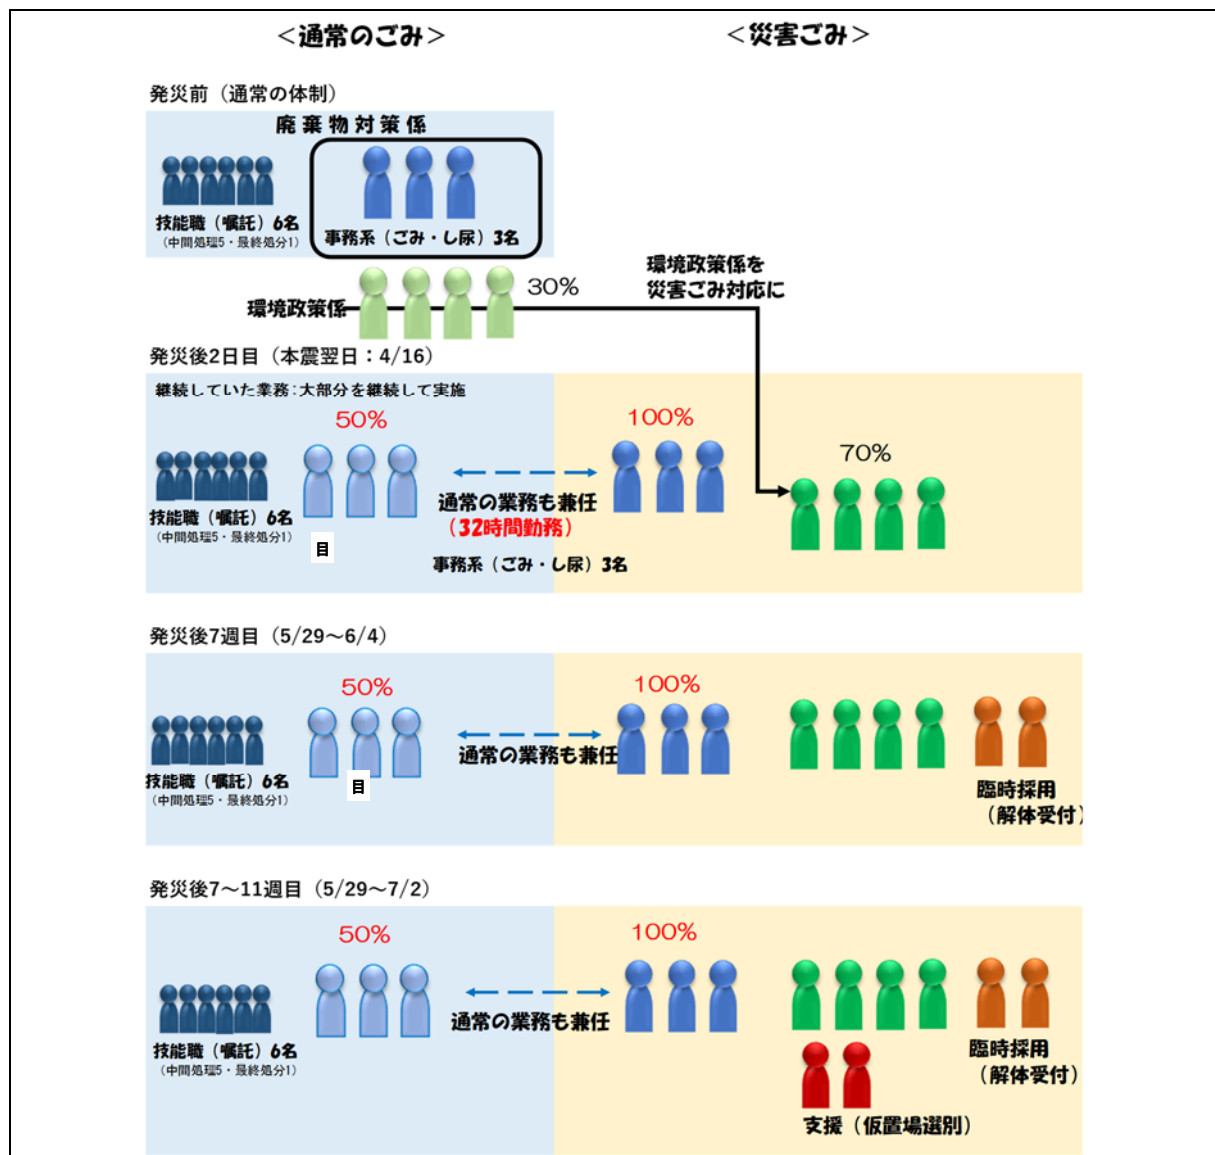 ＜通常のごみ＞
＜災害ごみ＞
発災前（通常の体制）
廃棄物対策係
技能職（嘱託）6名
（中間処理5・最終処分1）
事務系（ごみ・し尿）3名
環境政策係
30%
環境政策係を
災害ごみ対応に
発災後2日目（本震翌日：4/16）
継続していた業務：大部分を継続して実施
50%
100%
70%
技能職（嘱託）6名
（中間処理5・最終処分1）
目
通常の業務も兼任
（32時間勤務）
事務系（ごみ・し尿）3名
発災後7週目（5/29～6/4）
50%
100%
技能職（嘱託）6名
（中間処理5・最終処分1）
目
通常の業務も兼任
臨時採用
（解体受付）
発災後7～11週目（5/29～7/2）
50%
100%
技能職（嘱託）6名
（中間処理5・最終処分1）
通常の業務も兼任
臨時採用
（解体受付）
支援（仮置場選別）